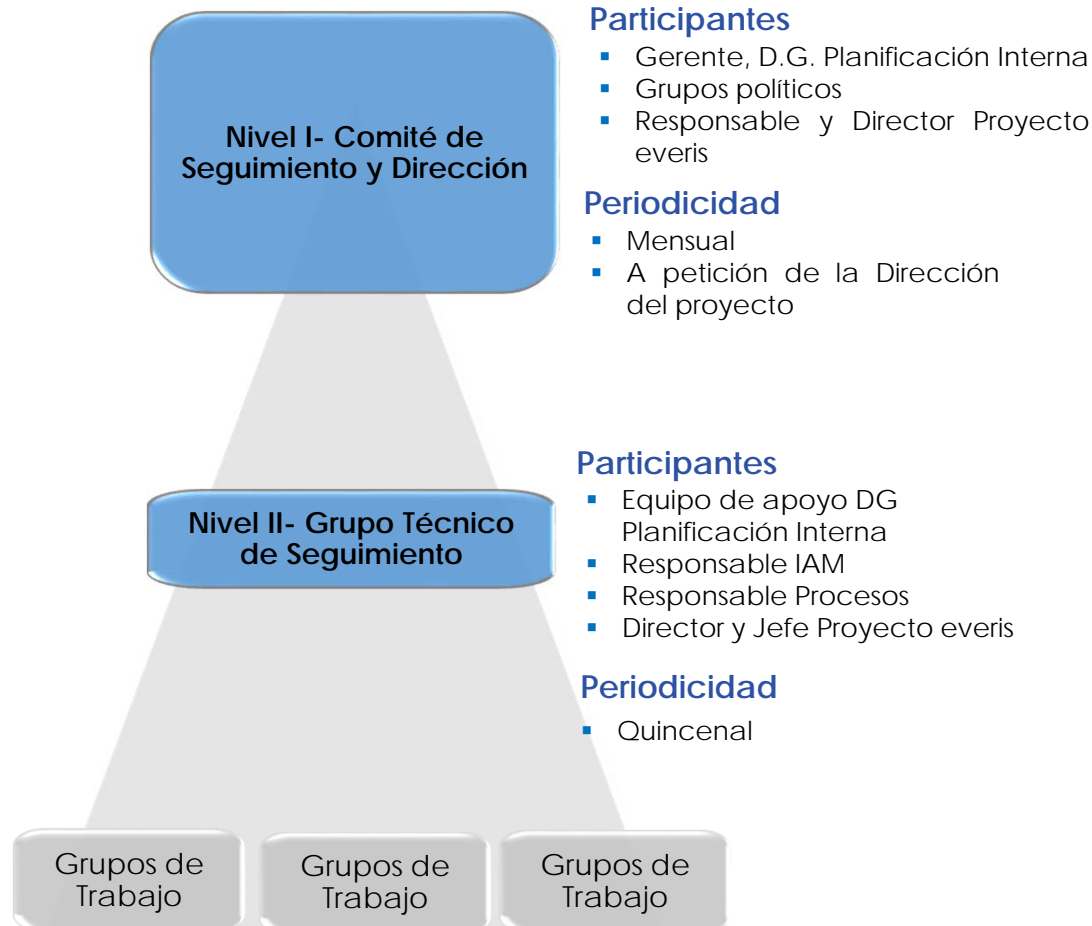 Nivel I- Comité de
Seguimiento y Dirección
Participantes
▪ Gerente, D.G. Planificación Interna
▪ Grupos políticos
▪ Responsable y Director Proyecto
everis
Periodicidad
▪ Mensual
▪ A petición de la Dirección
del proyecto
Nivel II- Grupo Técnico
de Seguimiento
Participantes
▪ Equipo de apoyo DG
Planificación Interna
▪ Responsable IAM
▪ Responsable Procesos
▪ Director y Jefe Proyecto everis
Periodicidad
▪ Quincenal
Grupos de
Trabajo
Grupos de
Trabajo
Grupos de
Trabajo